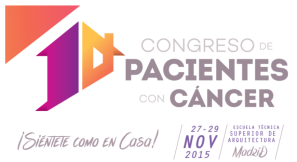 10
CONGRESO DE
PACIENTES
CON CÁNCER
¡Siéntete como en Casa!
27-29
NOV
2015
ESCUELA TÉCNICA
SUPERIOR DE
ARQUITECTURA
Madrid